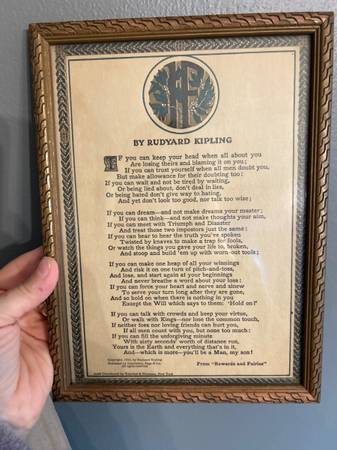 IF
BY RUDYARD KIPLING
IF you can keep your head when all about you
Are losing theirs and blaming it on you;
If you can trust yourself when all men doubt you,
But make allowance for their doubting too:
If you can wait and not be tired by waiting,
Or being lied about, don't deal in lies,
Or being hated don't give way to hating,
And yet don't look too good, nor talk too wise;
If you can dream—and not make dreams your master;
If you can think—and not make thoughts your aim,
If you can meet with Triumph and Disaster
And treat those two impostors just the same:
If you can bear to hear the truth you've spoken
Twisted by knaves to make a trap for fools,
Or watch the things you gave your life to, broken,
And stoop and build 'em up with worn-out tools;
If you can make one heap of all your winnings
And risk it on one turn of pitch-and-toss,
And lose, and start again at your beginnings
And never breathe a word about your loss:
If you can force your heart and nerve and sinew
To serve your turn long after they are gone,
And so hold on when there is nothing in you
Except the Will which says to them: 'Hold on!'
If you can talk with crowds and keep your virtue,
Or walk with Kings—nor lose the common touch,
If neither foes nor loving friends can hurt you,
If all men count with you, but none too much:
If you can fill the unforgiving minute
With sixty seconds' worth of distance run,
Yours is the Earth and everything that's in it,
And—which is more—you'll be a Man, my son!
From "Rewards and Fairies"